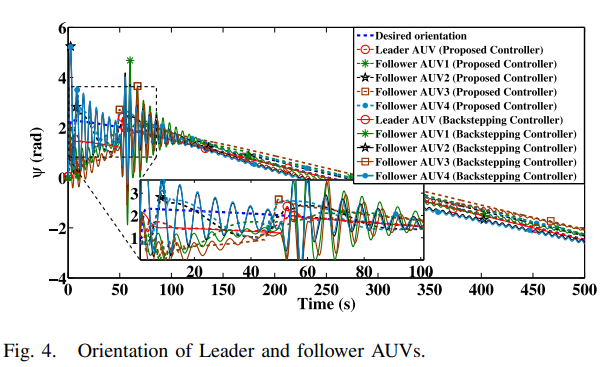 6
4
2
0
−2
−4
ψ (rad)
Desired orientation
Leader AUV (Proposed Controller)
Follower AUV1 (Proposed Controller)
Follower AUV2 (Proposed Controller)
Follower AUV3 (Proposed Controller)
Follower AUV4 (Proposed Controller)
Leader AUV (Backstepping Controller)
Follower AUV1 (Backstepping Controller)
Follower AUV2 (Backstepping Controller)
Follower AUV3 (Backstepping Controller)
Follower AUV4 (Backstepping Controller)
3
2
1
20 40 60 80 100
0 50 100 150 200 250 300 350 400 450 500
Time (s)
Fig. 4. Orientation of Leader and follower AUVs.